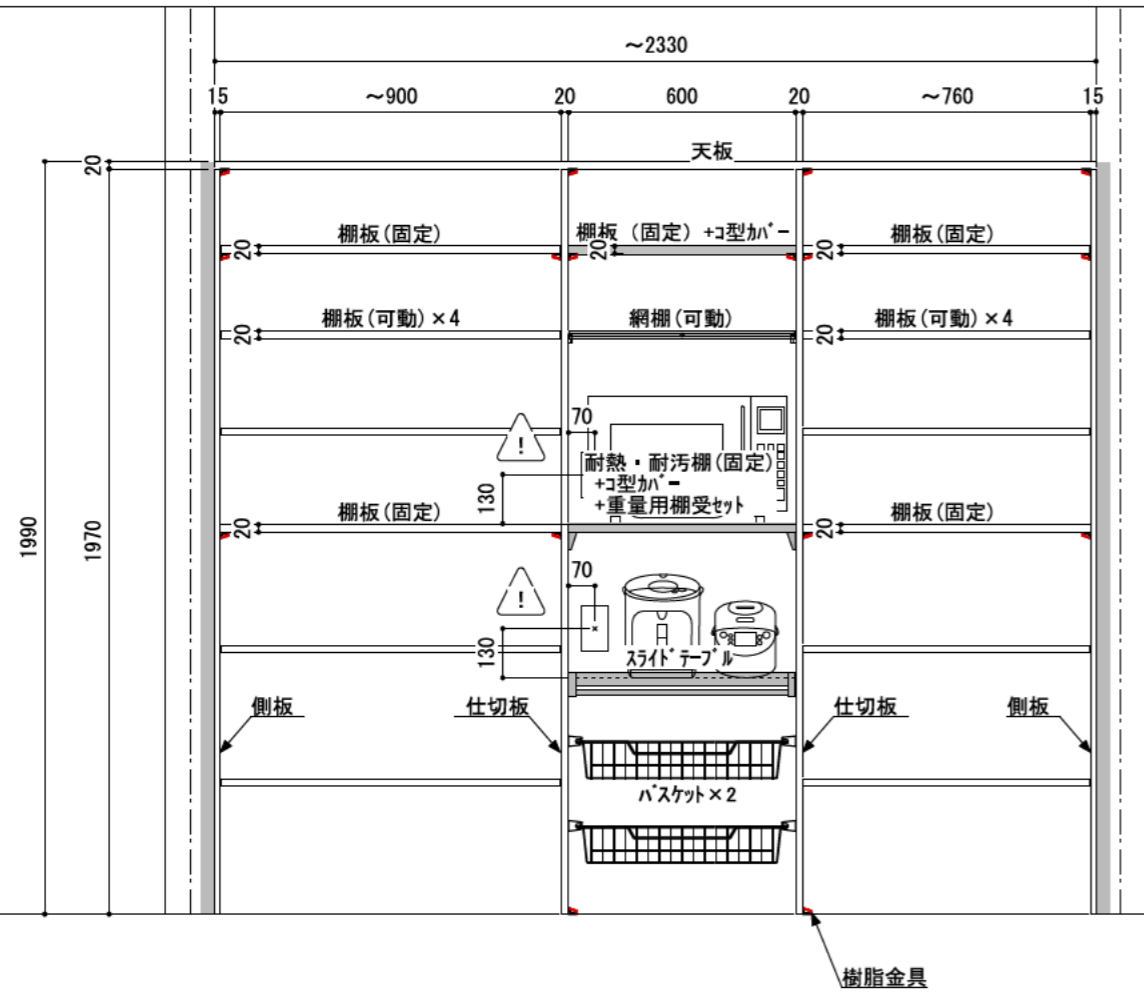 ～2330
15 ～900 20 600 20 ～760 15
天板
20
棚板(固定)
棚板(固定)+コ型ｶﾊﾞｰ
棚板(固定)
20 20 20
棚板(可動)×4
網棚(可動)
棚板(可動)×4
20 20
70
!
耐熱・耐汚棚(固定)
+コ型ｶﾊﾞｰ
+重量用棚受ｾｯﾄ
130
棚板(固定)
棚板(固定)
20 20
1990 1970
70
!
130
ｽﾗｲﾄﾞﾃｰﾌﾞﾙ
側板
仕切板
仕切板
側板
ﾊﾞｽｹｯﾄ×2
樹脂金具